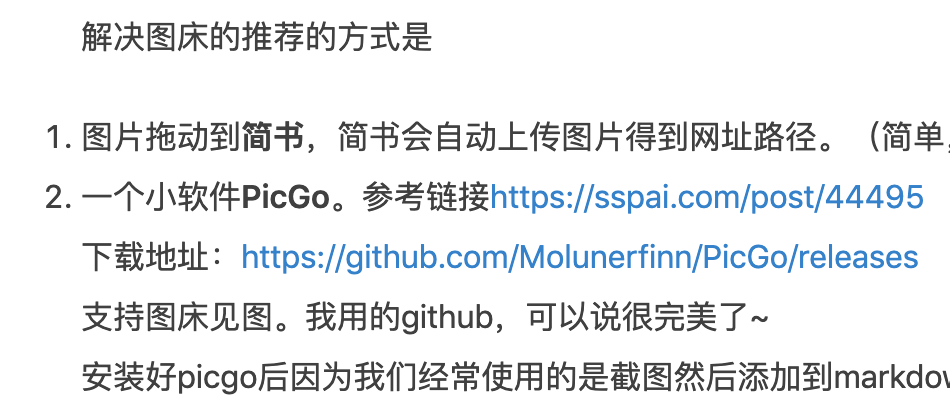 解决图床的推荐的方式是
1. 图片拖动到简书，简书会自动上传图片得到网址路径。（简单,
2. 一个小软件PicGo。参考链接https://sspai.com/post/44495
下载地址：https://github.com/Molunerfinn/PicGo/releases
支持图床见图。我用的github，可以说很完美了~
安装好picgo后因为我们经常使用的是截图然后添加到markdow